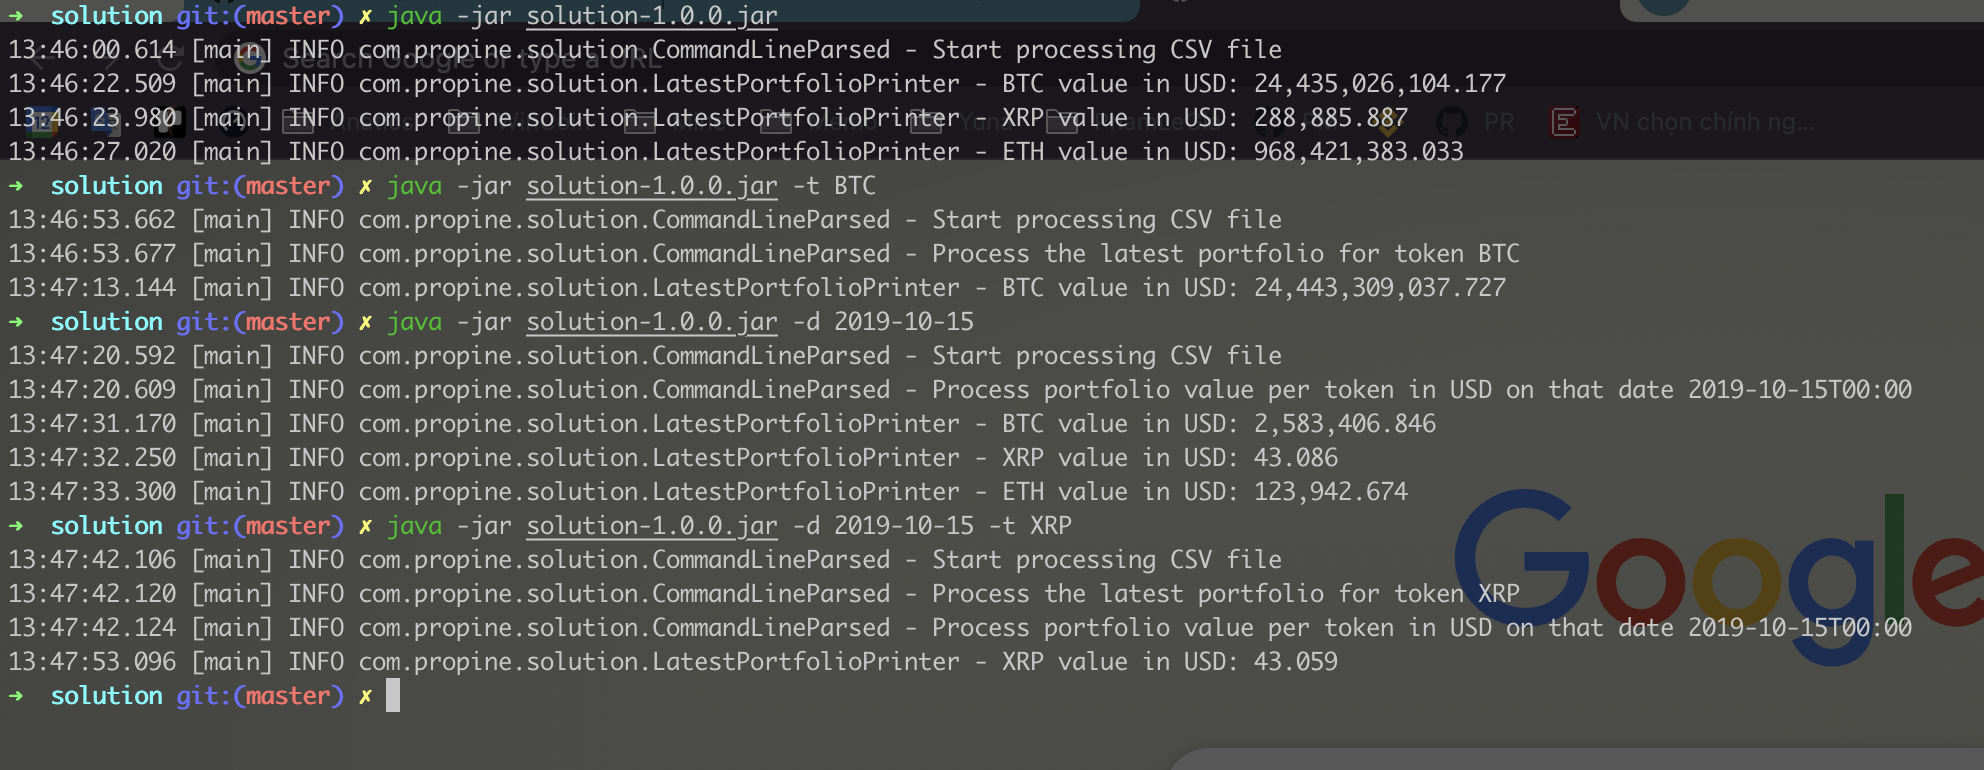 ➜ solution git:(master) ✗ java -jar solution-1.0.0.jar
13:46:00.614 [main] INFO com.propine.solution.CommandLineParsed - Start processing CSV file
Search Google or type a URL
13:46:22.509 [main] INFO com.propine.solution.LatestPortfolioPrinter - BTC value in USD: 24,435,026,104.177
13:46:23.980 [main] INFO com.propine.solution.LatestPortfolioPrinter - XRP value in USD: 288,885.887
PR
VN chọn chính ng...
13:46:27.020 [main] INFO com.propine.solution.LatestPortfolioPrinter - ETH value in USD: 968,421,383.033
➜ solution git:(master) ✗ java -jar solution-1.0.0.jar -t BTC
13:46:53.662 [main] INFO com.propine.solution.CommandLineParsed - Start processing CSV file
13:46:53.677 [main] INFO com.propine.solution.CommandLineParsed - Process the latest portfolio for token BTC
13:47:13.144 [main] INFO com.propine.solution.LatestPortfolioPrinter - BTC value in USD: 24,443,309,037.727
➜ solution git:(master) ✗ java -jar solution-1.0.0.jar -d 2019-10-15
13:47:20.592 [main] INFO com.propine.solution.CommandLineParsed - Start processing CSV file
13:47:20.609 [main] INFO com.propine.solution.CommandLineParsed - Process portfolio value per token in USD on that date 2019-10-15T00:00
13:47:31.170 [main] INFO com.propine.solution.LatestPortfolioPrinter - BTC value in USD: 2,583,406.846
13:47:32.250 [main] INFO com.propine.solution.LatestPortfolioPrinter - XRP value in USD: 43.086
13:47:33.300 [main] INFO com.propine.solution.LatestPortfolioPrinter - ETH value in USD: 123,942.674
➜ solution git:(master) ✗ java -jar solution-1.0.0.jar -d 2019-10-15 -t XRP
13:47:42.106 [main] INFO com.propine.solution.CommandLineParsed - Start processing CSV file
Google
13:47:42.120 [main] INFO com.propine.solution.CommandLineParsed - Process the latest portfolio for token XRP
13:47:42.124 [main] INFO com.propine.solution.CommandLineParsed - Process portfolio value per token in USD on that date 2019-10-15T00:00
13:47:53.096 [main] INFO com.propine.solution.LatestPortfolioPrinter - XRP value in USD: 43.059
➜ solution git:(master) ✗